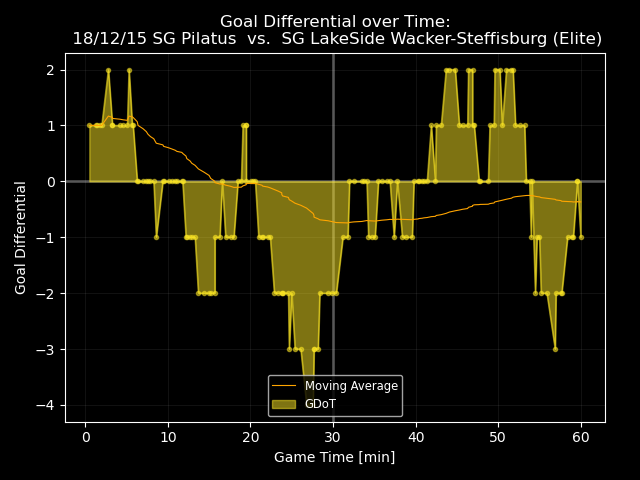 Goal Differential over Time:
18/12/15 SG Pilatus  vs.  SG LakeSide Wacker-Steffisburg (Elite)
Goal Differential
2
1
0
−1
−2
−3
−4
Moving Average
GDoT
0 10 20 30 40 50 60
Game Time [min]